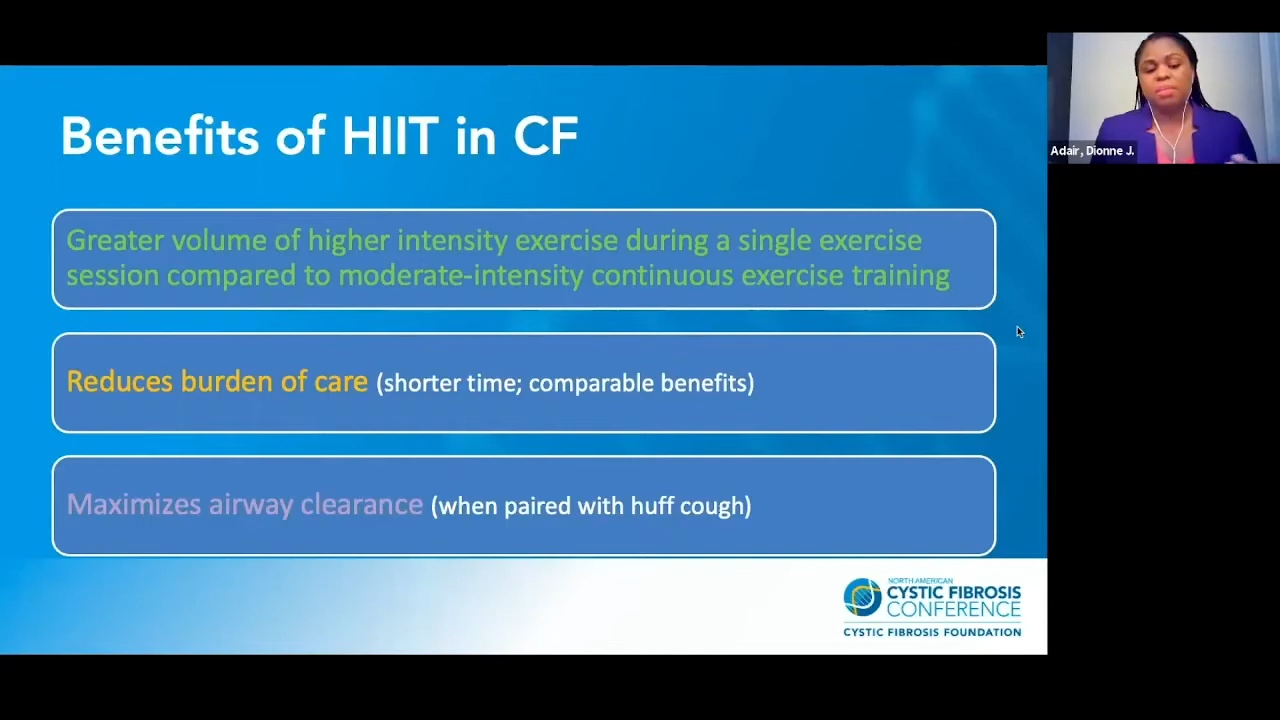 Benefits of HIIT in CF
Adair, Dionne J.
Greater volume of higher intensity exercise during a single exercise
session compared to moderate-intensity continuous exercise training
Reduces burden of care (shorter time; comparable benefits)
Maximizes airway clearance (when paired with huff cough)
NORTH AMERICAN
CYSTIC FIBROSIS
CONFERENCE
CYSTIC FIBROSIS FOUNDATION